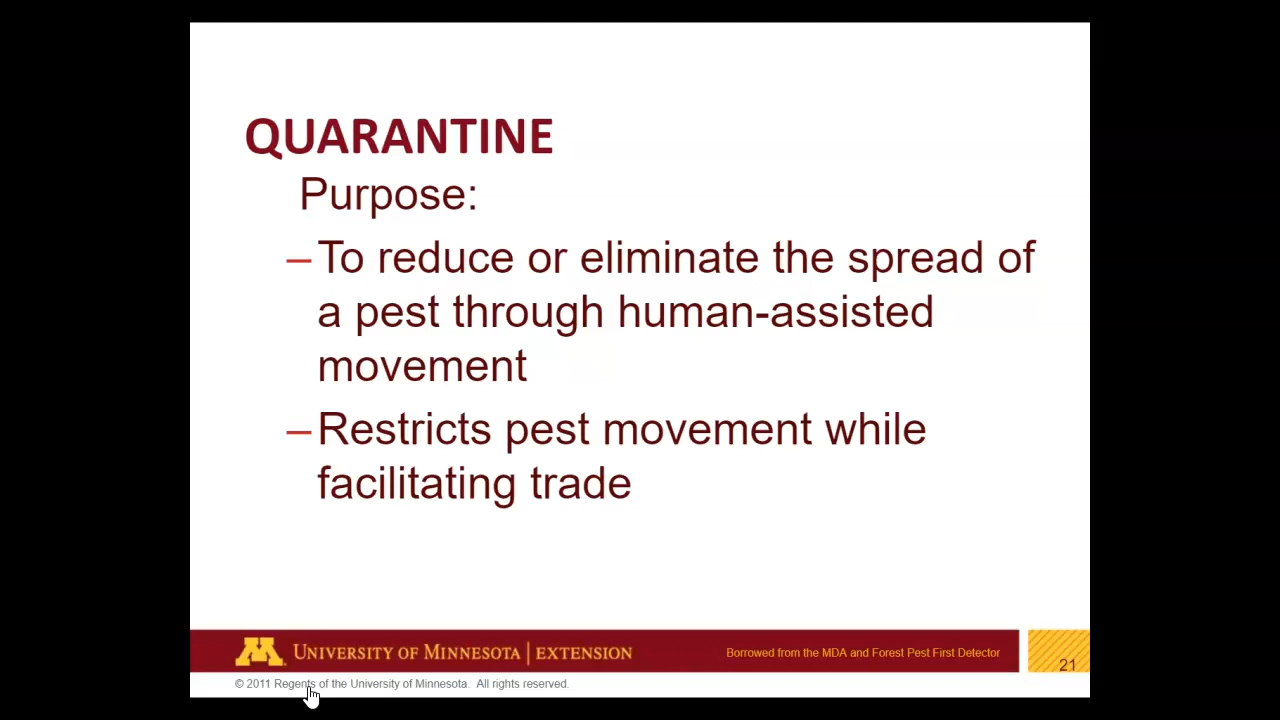 QUARANTINE
Purpose:
–To reduce or eliminate the spread of
a pest through human-assisted
movement
–Restricts pest movement while
facilitating trade
M UNIVERSITY OF MINNESOTA | EXTENSION
Borrowed from the MDA and Forest Pest First Detector
21
© 2011 Regents of the University of Minnesota. All rights reserved.